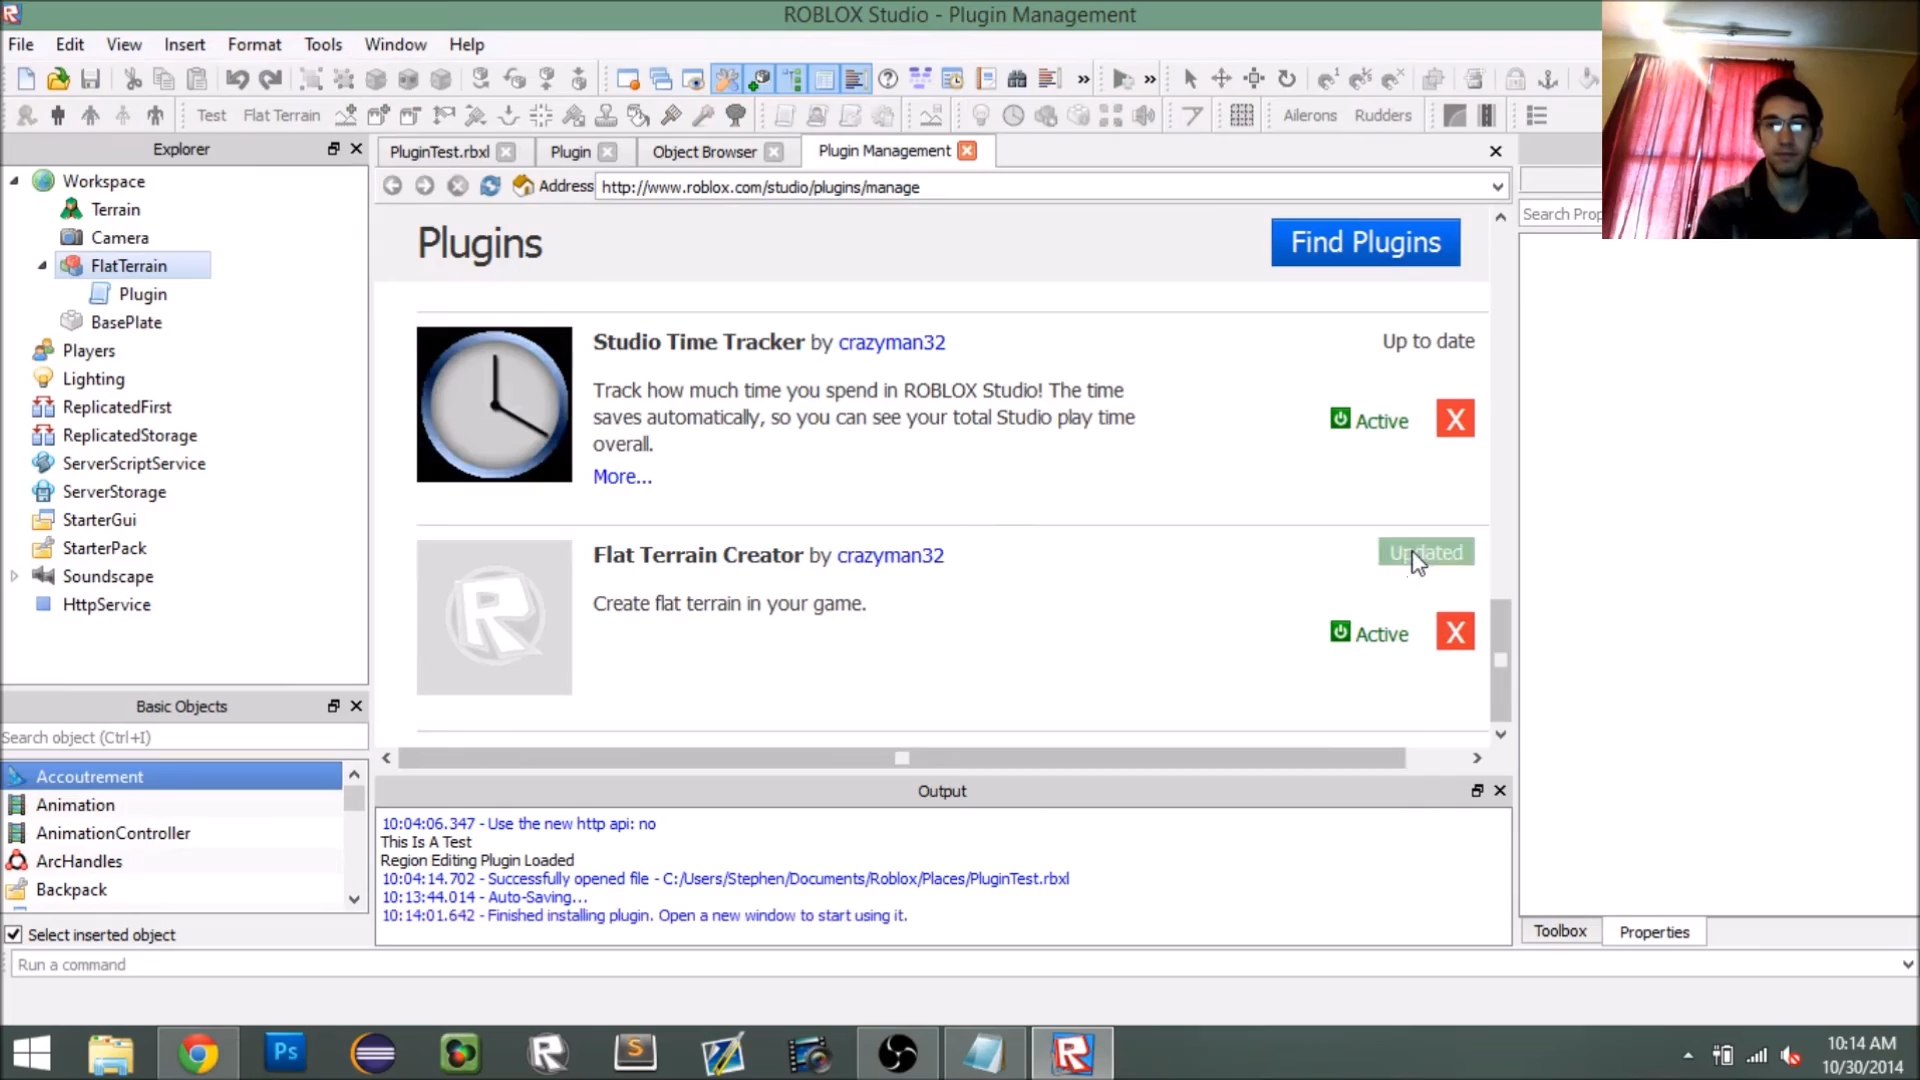 ROBLOX Studio - Plugin Management
File Edit View Insert Format Tools Window Help
Test Flat Terrain Ailerons Rudders
Explorer
PluginTest.rbxl Plugin Object Browser Plugin Management
Address http://www.roblox.com/studio/plugins/manage
Workspace
Terrain
Camera
FlatTerrain
Plugin
BasePlate
Players
Lighting
ReplicatedFirst
ReplicatedStorage
ServerScriptService
ServerStorage
StarterGui
StarterPack
Soundscape
HttpService
Plugins
Find Plugins
Studio Time Tracker by crazyman32
Up to date
Track how much time you spend in ROBLOX Studio! The time
saves automatically, so you can see your total Studio play time
overall.
More...
Active X
Flat Terrain Creator by crazyman32
Updated
Create flat terrain in your game.
Active X
Search
Basic Objects
Search object (Ctrl+I)
Accoutrement
Animation
AnimationController
ArcHandles
Backpack
Select inserted object
Output
10:04:06.347 - Use the new http api: no
This Is A Test
Region Editing Plugin Loaded
10:04:14.702 - Successfully opened file - C:/Users/Stephen/Documents/Roblox/Places/PluginTest.rbxl
10:13:44.014 - Auto-Saving...
10:14:01.642 - Finished installing plugin. Open a new window to start using it.
Toolbox Properties
Run a command
Ps
10:14 AM
10/30/2014